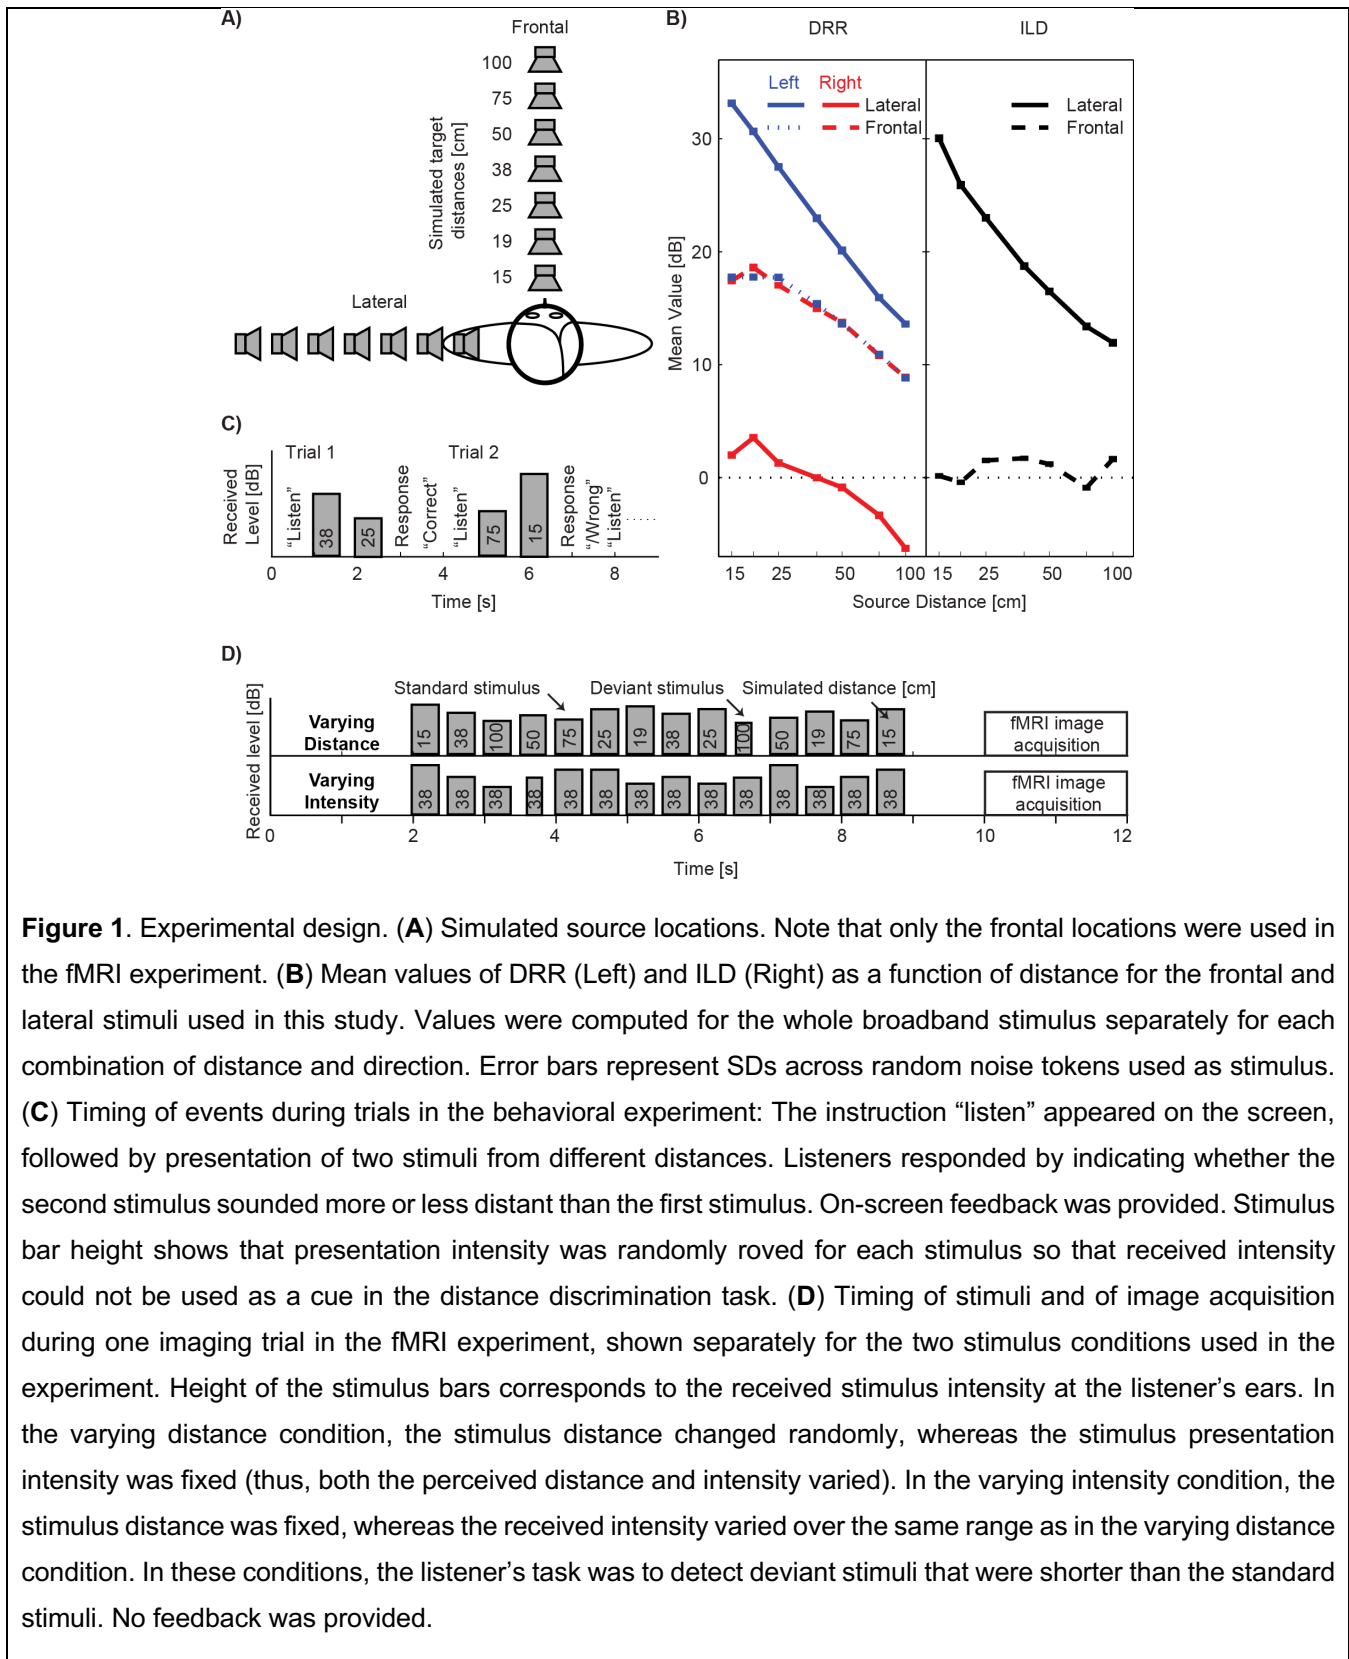 A)
Frontal
100
75
50
38
25
19
15
Simulated target
distances [cm]
Lateral
B)
DRR
ILD
Left Right
Lateral
Frontal
Lateral
Frontal
Mean Value [dB]
30
20
10
0
15 25 50 100 15 25 50 100
Source Distance [cm]
C)
Received
Level [dB]
Trial 1
Trial 2
“Listen”
38
25
Response
“Correct”
“Listen”
75
15
Response
“/Wrong”
“Listen”
0 2 4 6 8
Time [s]
D)
Received level [dB]
Standard stimulus
Deviant stimulus
Simulated distance [cm]
Varying
Distance
15 38 100 50 75 25 19 38 25 100 50 19 75 15
fMRI image
acquisition
Varying
Intensity
38 38 38 38 38 38 38 38 38 38 38 38 38 38
fMRI image
acquisition
0 2 4 6 8 10 12
Time [s]
Figure 1. Experimental design. (A) Simulated source locations. Note that only the frontal locations were used in
the fMRI experiment. (B) Mean values of DRR (Left) and ILD (Right) as a function of distance for the frontal and
lateral stimuli used in this study. Values were computed for the whole broadband stimulus separately for each
combination of distance and direction. Error bars represent SDs across random noise tokens used as stimulus.
(C) Timing of events during trials in the behavioral experiment: The instruction “listen” appeared on the screen,
followed by presentation of two stimuli from different distances. Listeners responded by indicating whether the
second stimulus sounded more or less distant than the first stimulus. On-screen feedback was provided. Stimulus
bar height shows that presentation intensity was randomly roved for each stimulus so that received intensity
could not be used as a cue in the distance discrimination task. (D) Timing of stimuli and of image acquisition
during one imaging trial in the fMRI experiment, shown separately for the two stimulus conditions used in the
experiment. Height of the stimulus bars corresponds to the received stimulus intensity at the listener’s ears. In
the varying distance condition, the stimulus distance changed randomly, whereas the stimulus presentation
intensity was fixed (thus, both the perceived distance and intensity varied). In the varying intensity condition, the
stimulus distance was fixed, whereas the received intensity varied over the same range as in the varying distance
condition. In these conditions, the listener’s task was to detect deviant stimuli that were shorter than the standard
stimuli. No feedback was provided.